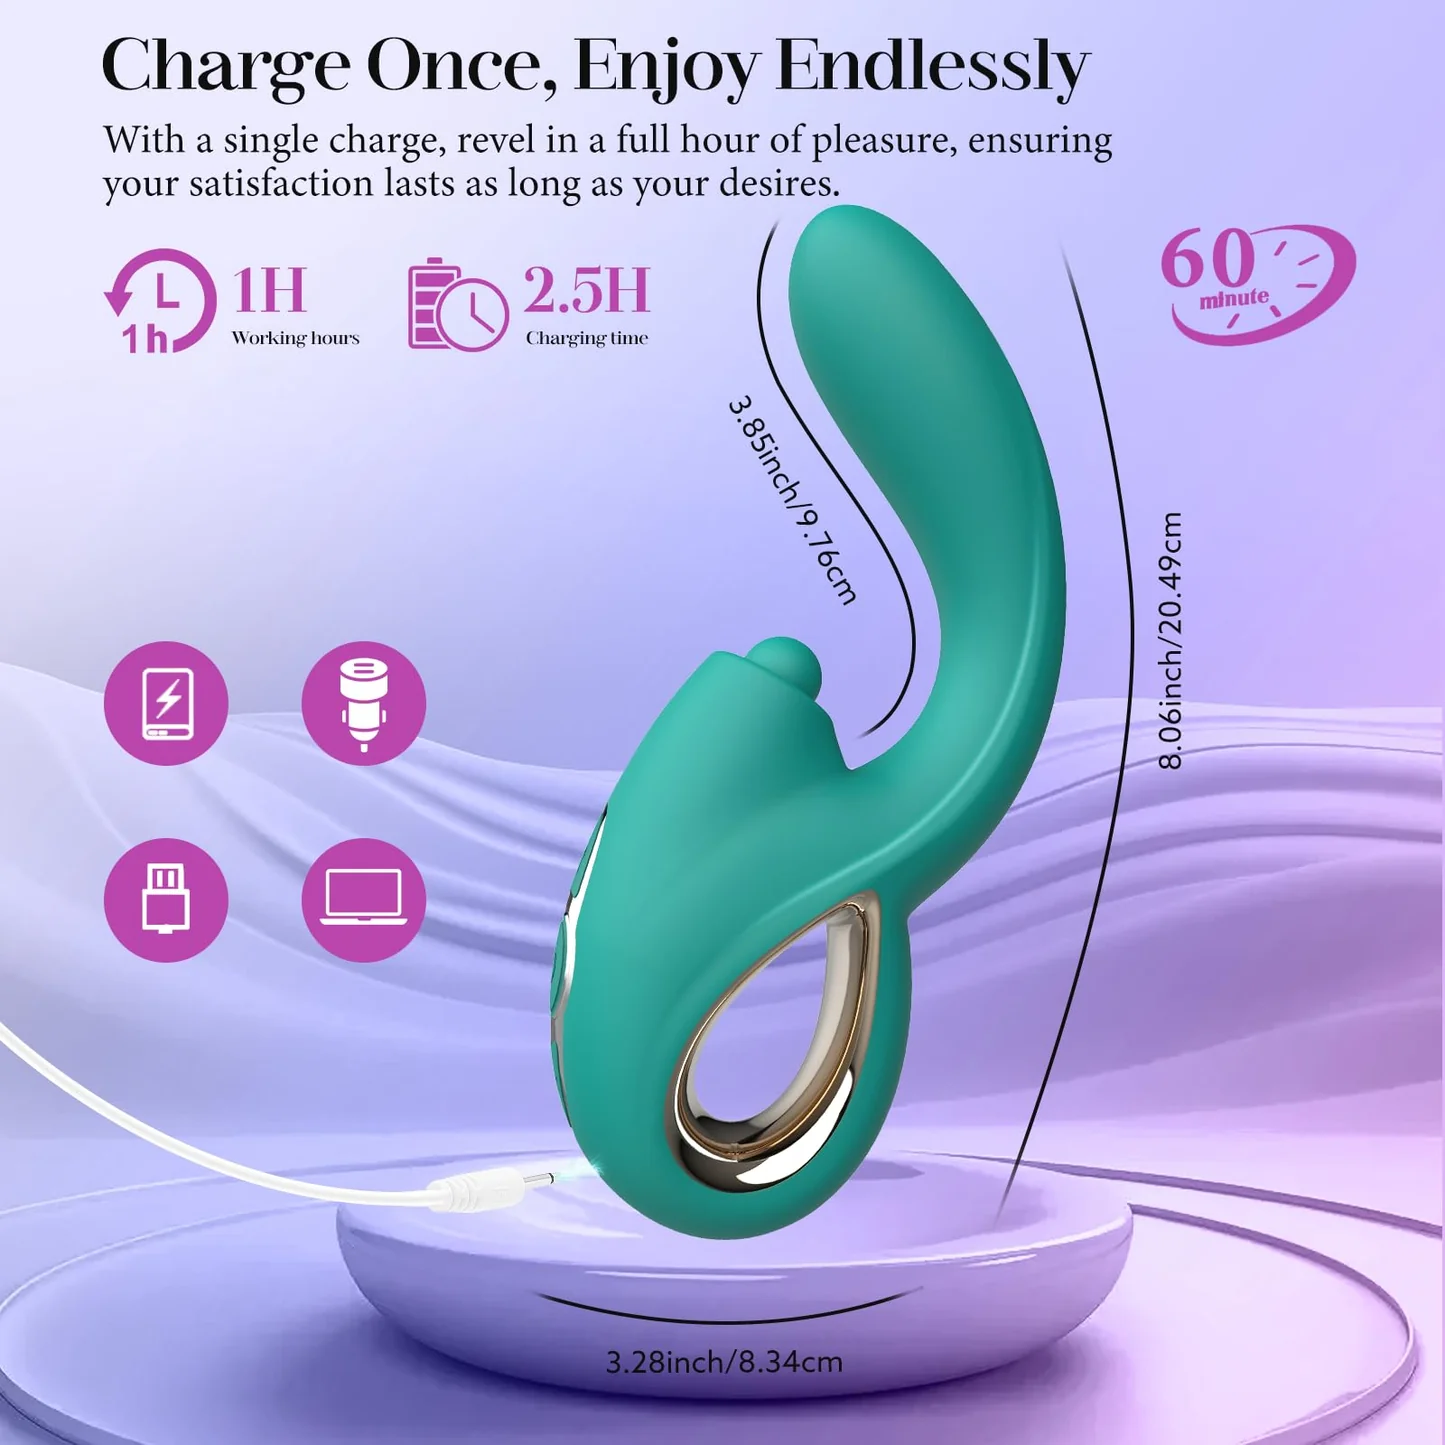 Charge Once, Enjoy Endlessly
With a single charge, revel in a full hour of pleasure, ensuring
your satisfaction lasts as long as your desires.
1h
1H
Working hours
2.5H
Charging time
60
minute
3.85inch/9.76cm
8.06inch/20.49cm
3.28inch/8.34cm